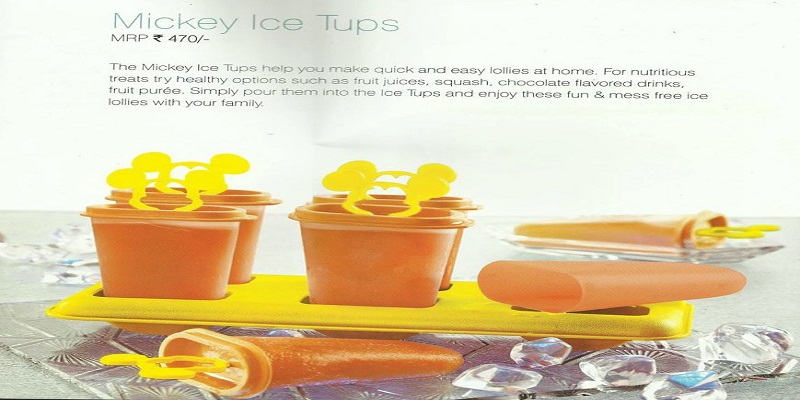 Mickey Ice Tups
MRP ₹ 470/-
The Mickey Ice Tups help you make quick and easy lollies at home. For nutritious
treats try healthy options such as fruit juices, squash, chocolate flavored drinks,
fruit purée. Simply pour them into the Ice Tups and enjoy these fun & mess free ice
lollies with your family.